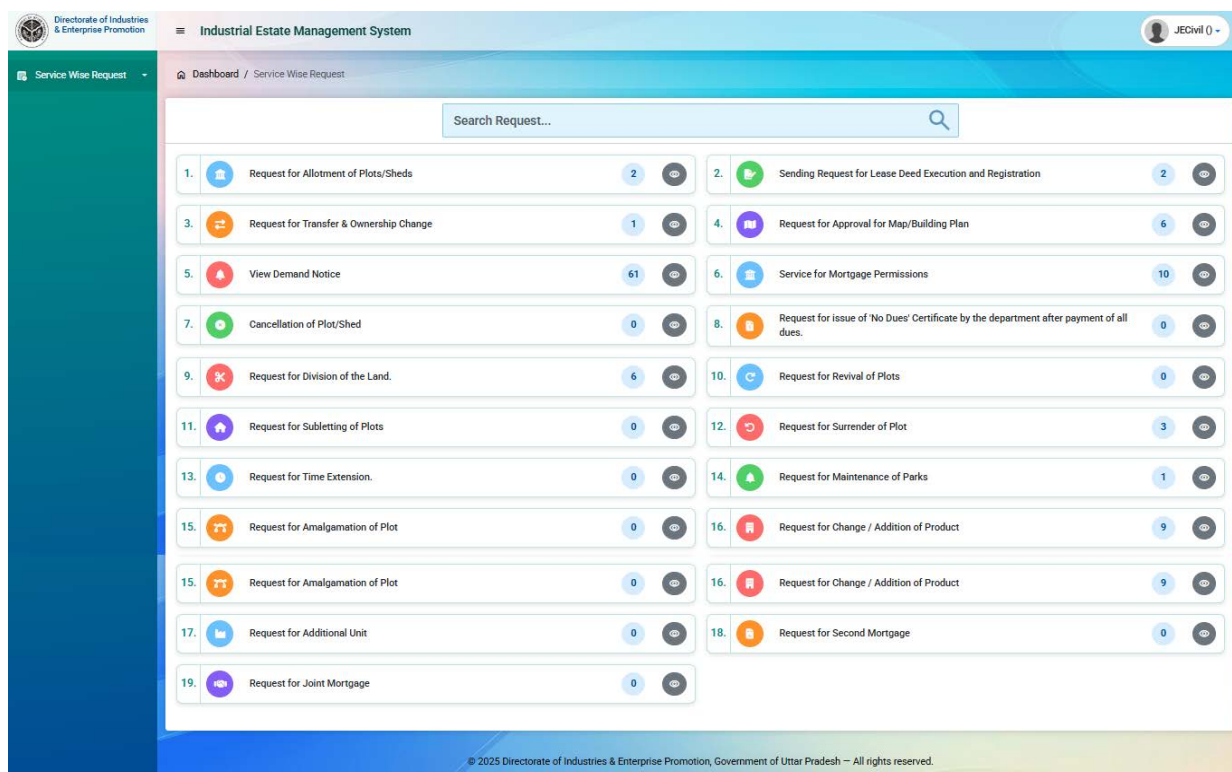 Directorate of Industries
& Enterprise Promotion
Industrial Estate Management System
JECivil ()
Service Wise Request
Dashboard / Service Wise Request
Search Request...
1. Request for Allotment of Plots/Sheds 2
2. Sending Request for Lease Deed Execution and Registration 2
3. Request for Transfer & Ownership Change 1
4. Request for Approval for Map/Building Plan 6
5. View Demand Notice 61
6. Service for Mortgage Permissions 10
7. Cancellation of Plot/Shed 0
8. Request for issue of 'No Dues' Certificate by the department after payment of all
dues. 0
9. Request for Division of the Land. 6
10. Request for Revival of Plots 0
11. Request for Subletting of Plots 0
12. Request for Surrender of Plot 3
13. Request for Time Extension. 0
14. Request for Maintenance of Parks 1
15. Request for Amalgamation of Plot 0
16. Request for Change / Addition of Product 9
15. Request for Amalgamation of Plot 0
16. Request for Change / Addition of Product 9
17. Request for Additional Unit 0
18. Request for Second Mortgage 0
19. Request for Joint Mortgage 0
© 2025 Directorate of Industries & Enterprise Promotion, Government of Uttar Pradesh — All rights reserved.